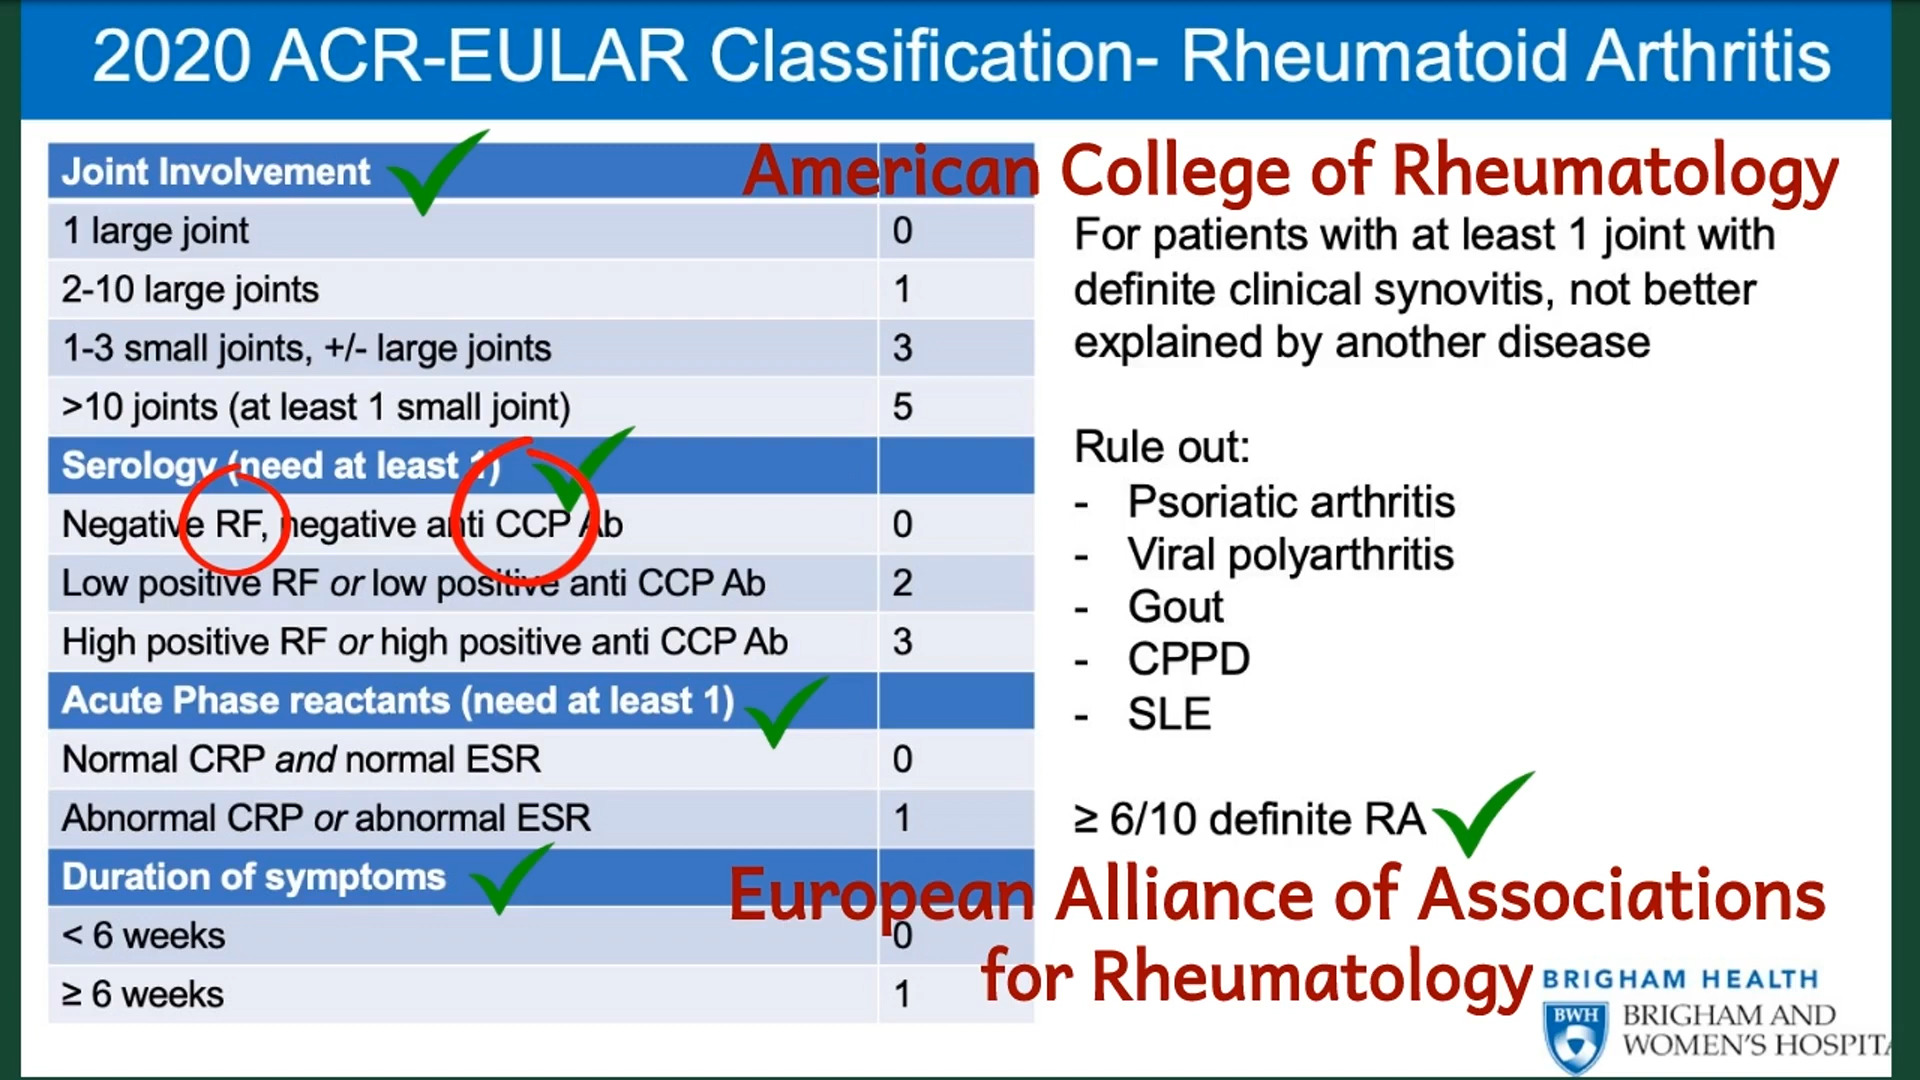 2020 ACR-EULAR Classification- Rheumatoid Arthritis
Joint Involvement
1 large joint 0
2-10 large joints 1
1-3 small joints, +/- large joints 3
>10 joints (at least 1 small joint) 5
Serology (need at least 1)
Negative RF, negative anti CCP Ab 0
Low positive RF or low positive anti CCP Ab 2
High positive RF or high positive anti CCP Ab 3
Acute Phase reactants (need at least 1)
Normal CRP and normal ESR 0
Abnormal CRP or abnormal ESR 1
Duration of symptoms
< 6 weeks 0
≥ 6 weeks 1
American College of Rheumatology
For patients with at least 1 joint with
definite clinical synovitis, not better
explained by another disease
Rule out:
- Psoriatic arthritis
- Viral polyarthritis
- Gout
- CPPD
- SLE
≥ 6/10 definite RA
European Alliance of Associations
for Rheumatology
BRIGHAM HEALTH
BWH
BRIGHAM AND
WOMEN'S HOSPITA